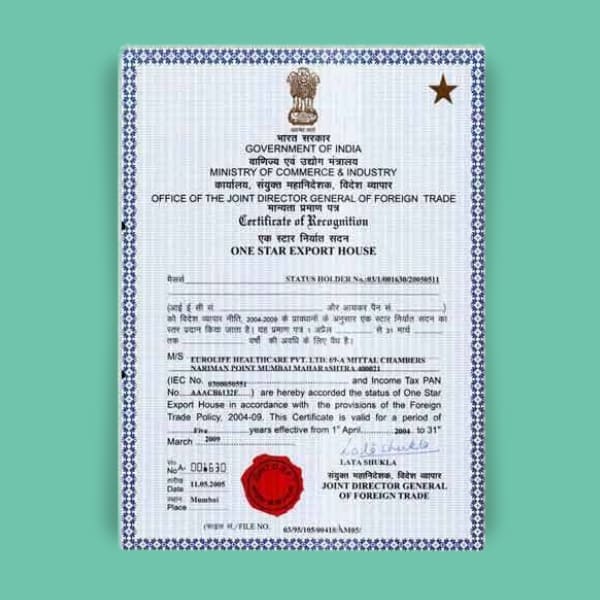 भारत सरकार
GOVERNMENT OF INDIA
वाणिज्य एवं उद्योग मंत्रालय
MINISTRY OF COMMERCE & INDUSTRY
कार्यालय, संयुक्त महानिदेशक, विदेश व्यापार
OFFICE OF THE JOINT DIRECTOR GENERAL OF FOREIGN TRADE
मान्यता प्रमाण पत्र
Certificate of Recognition
एक स्टार निर्यात सदन
ONE STAR EXPORT HOUSE
मैसर्स STATUS HOLDER No.:03/1/001630/20050511
(आई ई सी सं. और आयकर पैन सं. )
को विदेश व्यापार नीति, 2004-2009 के प्रावधानों के अनुसार एक स्टार निर्यात सदन का
स्तर प्रदान किया जाता है। यह प्रमाण पत्र 1 अप्रैल से 31 मार्च
तक वर्षों की अवधि के लिए वैध है।
M/S EUROLIFE HEALTHCARE PVT. LTD. 69-A MITTAL CHAMBERS
NARIMAN POINT MUMBAI MAHARASHTRA 400021
(IEC No. 0300050551 and Income Tax PAN
No. AAACB6132F) are hereby accorded the status of One Star
Export House in accordance with the provisions of the Foreign
Trade Policy, 2004-09. This Certificate is valid for a period of
Five years effective from 1st April 2004 to 31st
March 2009
Lata Shukla
LATA SHUKLA
संयुक्त महानिदेशक, विदेश व्यापार
JOINT DIRECTOR GENERAL
OF FOREIGN TRADE
सं०
No A- 001630
तारीख
Date 11.05.2005
स्थान
Place Mumbai
(फाइल सं./FILE NO. 03/95/105/00418/AM05/